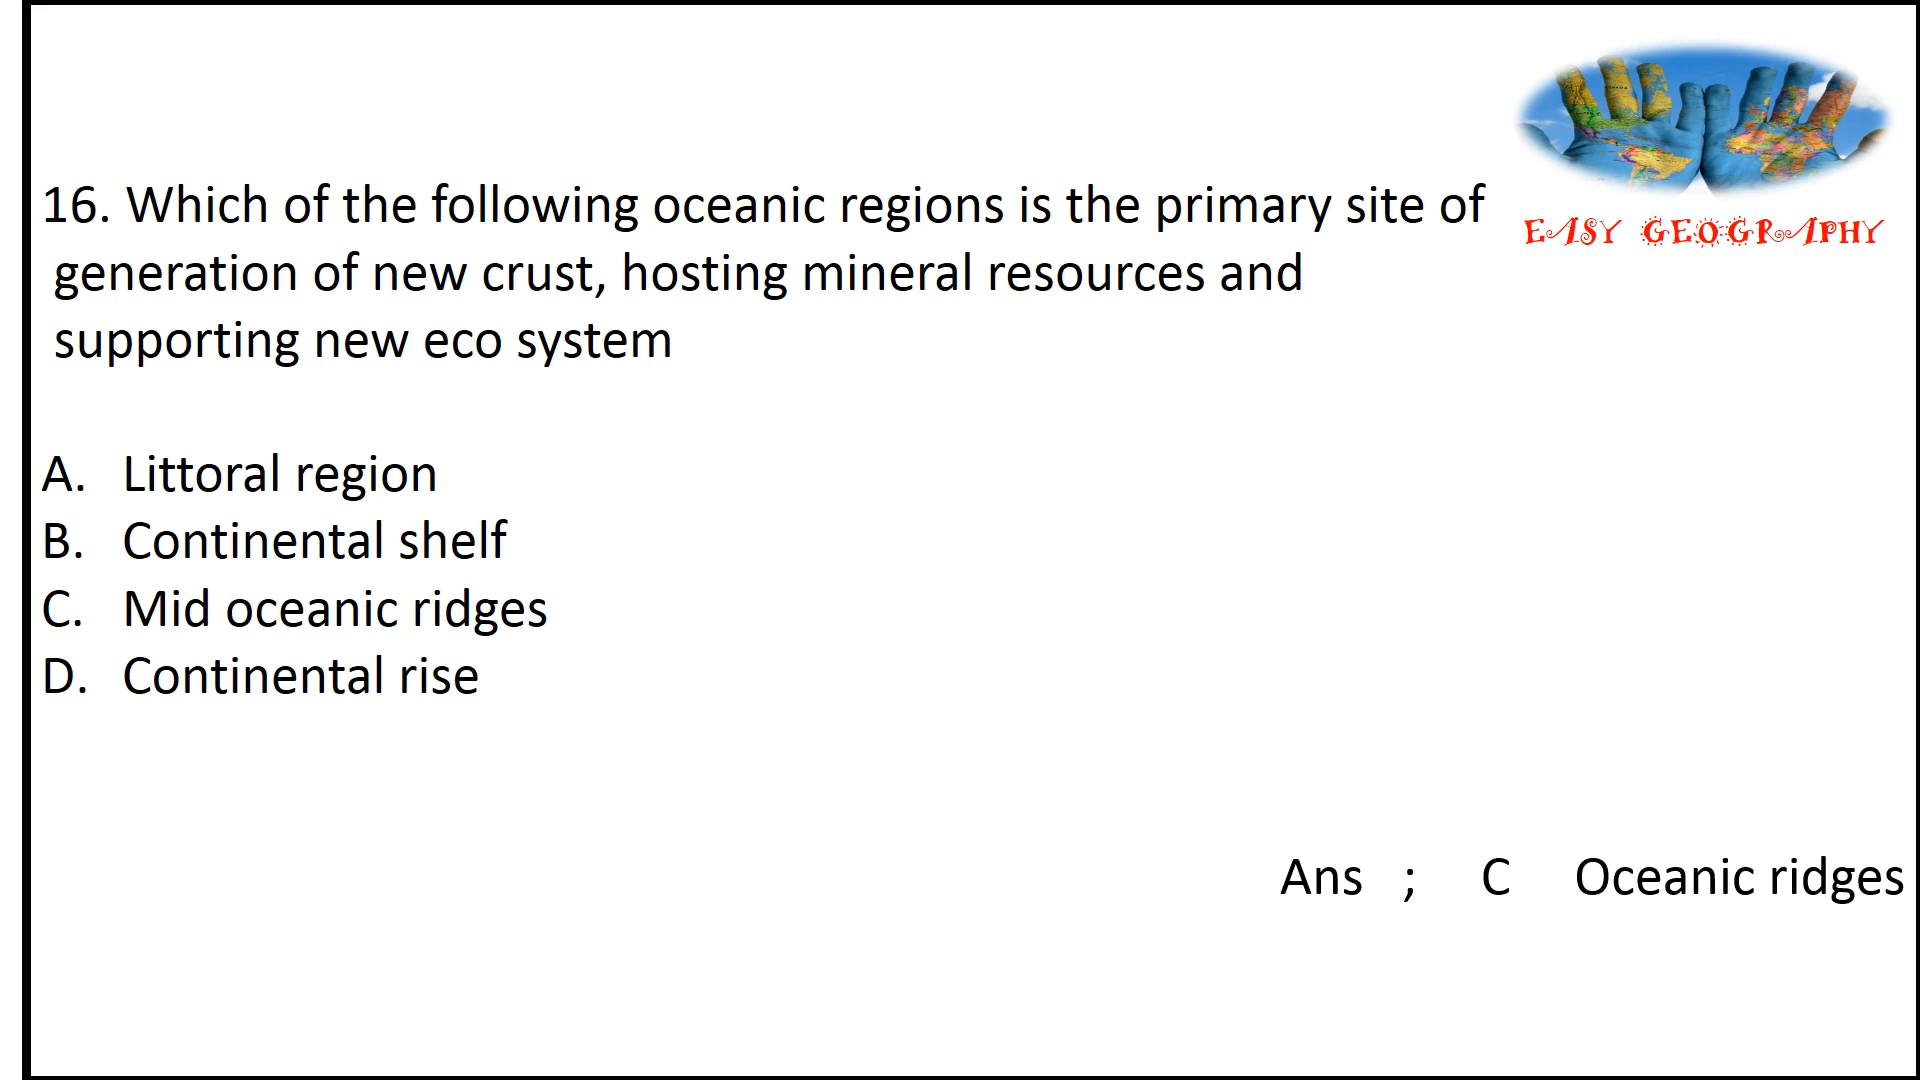 EASY GEOGRAPHY
16. Which of the following oceanic regions is the primary site of
generation of new crust, hosting mineral resources and
supporting new eco system
A. Littoral region
B. Continental shelf
C. Mid oceanic ridges
D. Continental rise
Ans ; C Oceanic ridges